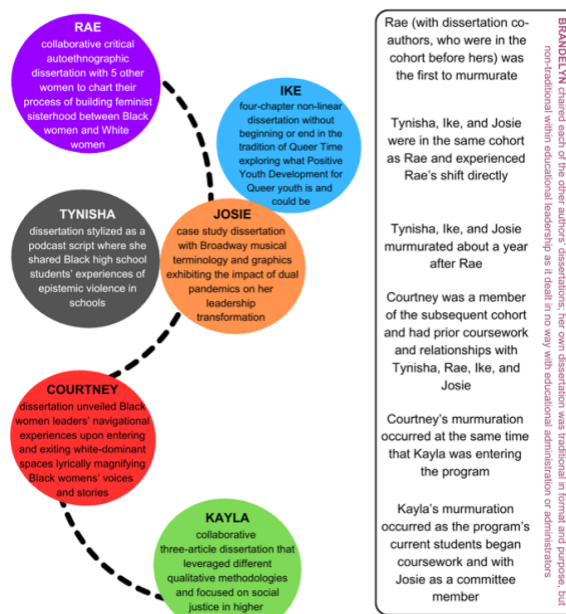 RAE
collaborative critical
autoethnographic
dissertation with 5 other
women to chart their
process of building feminist
sisterhood between Black
women and White
women
IKE
four-chapter non-linear
dissertation without
beginning or end in the
tradition of Queer Time
exploring what Positive
Youth Development for
Queer youth is and
could be
TYNISHA
dissertation stylized as a
podcast script where she
shared Black high school
students' experiences of
epistemic violence in
schools
JOSIE
case study dissertation
with Broadway musical
terminology and graphics
exhibiting the impact of dual
pandemics on her
leadership
transformation
COURTNEY
dissertation unveiled Black
women leaders' navigational
experiences upon entering
and exiting white-dominant
spaces lyrically magnifying
Black womens' voices
and stories
KAYLA
collaborative
three-article dissertation that
leveraged different
qualitative methodologies
and focused on social
justice in higher
Rae (with dissertation co-
authors, who were in the
cohort before hers) was
the first to murmurate
Tynisha, Ike, and Josie
were in the same cohort
as Rae and experienced
Rae's shift directly
Tynisha, Ike, and Josie
murmurated about a year
after Rae
Courtney was a member
of the subsequent cohort
and had prior coursework
and relationships with
Tynisha, Rae, Ike, and
Josie
Courtney's murmuration
occurred at the same time
that Kayla was entering
the program
Kayla's murmuration
occurred as the program's
current students began
coursework and with
Josie as a committee
member
BRANDELYN chaired each of the other authors' dissertations; her own dissertation was traditional in format and purpose, but
non-traditional within educational leadership as it dealt in no way with educational administration or administrators